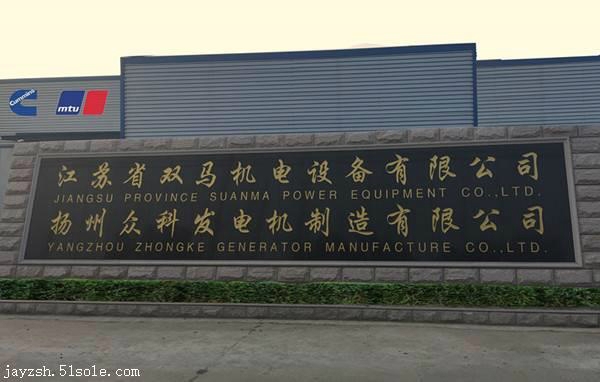 Cummins
mtu
江苏省双马机电设备有限公司
JIANGSU PROVINCE SUANMA POWER EQUIPMENT CO.,LTD.
扬州众科发电机制造有限公司
YANGZHOU ZHONGKE GENERATOR MANUFACTURE CO.,LTD.
jayzsh.51sole.com